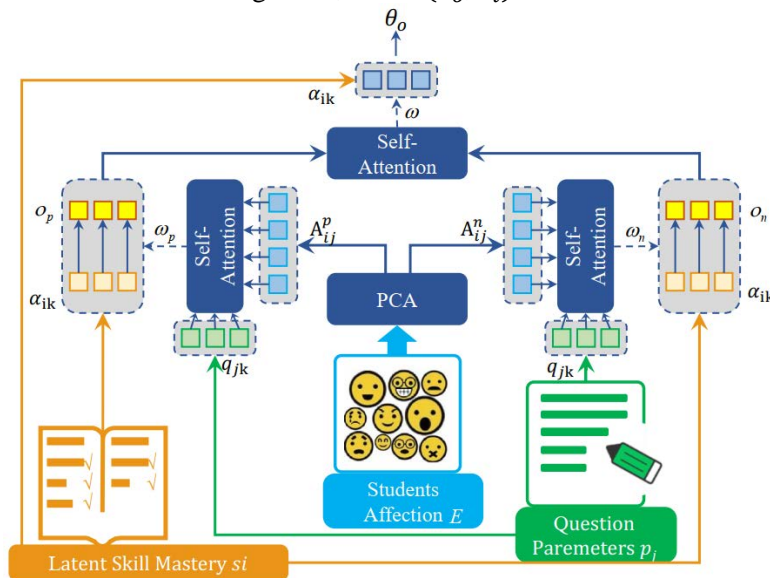 θo
αik
ω
Self-
Attention
op
ωp
Self-
Attention
A^p_ij
A^n_ij
Self-
Attention
ωn
on
αik
PCA
αik
qjk
qjk
Students
Affection E
Question
Paremeters pj
Latent Skill Mastery si